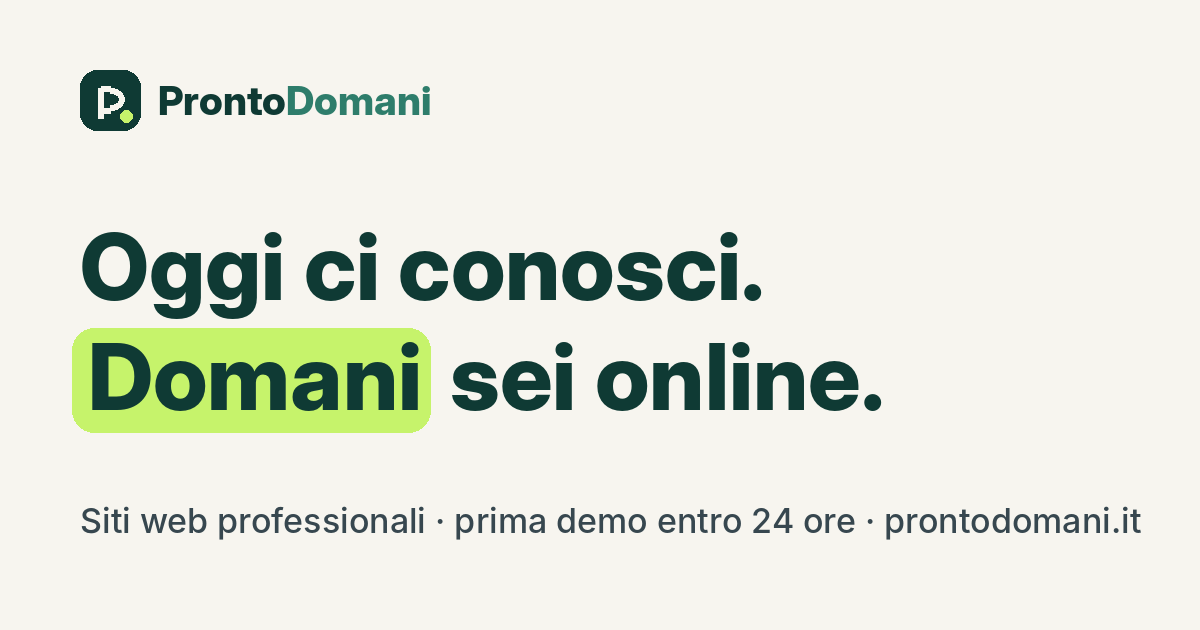 P.
ProntoDomani
Oggi ci conosci.
Domani sei online.
Siti web professionali · prima demo entro 24 ore · prontodomani.it